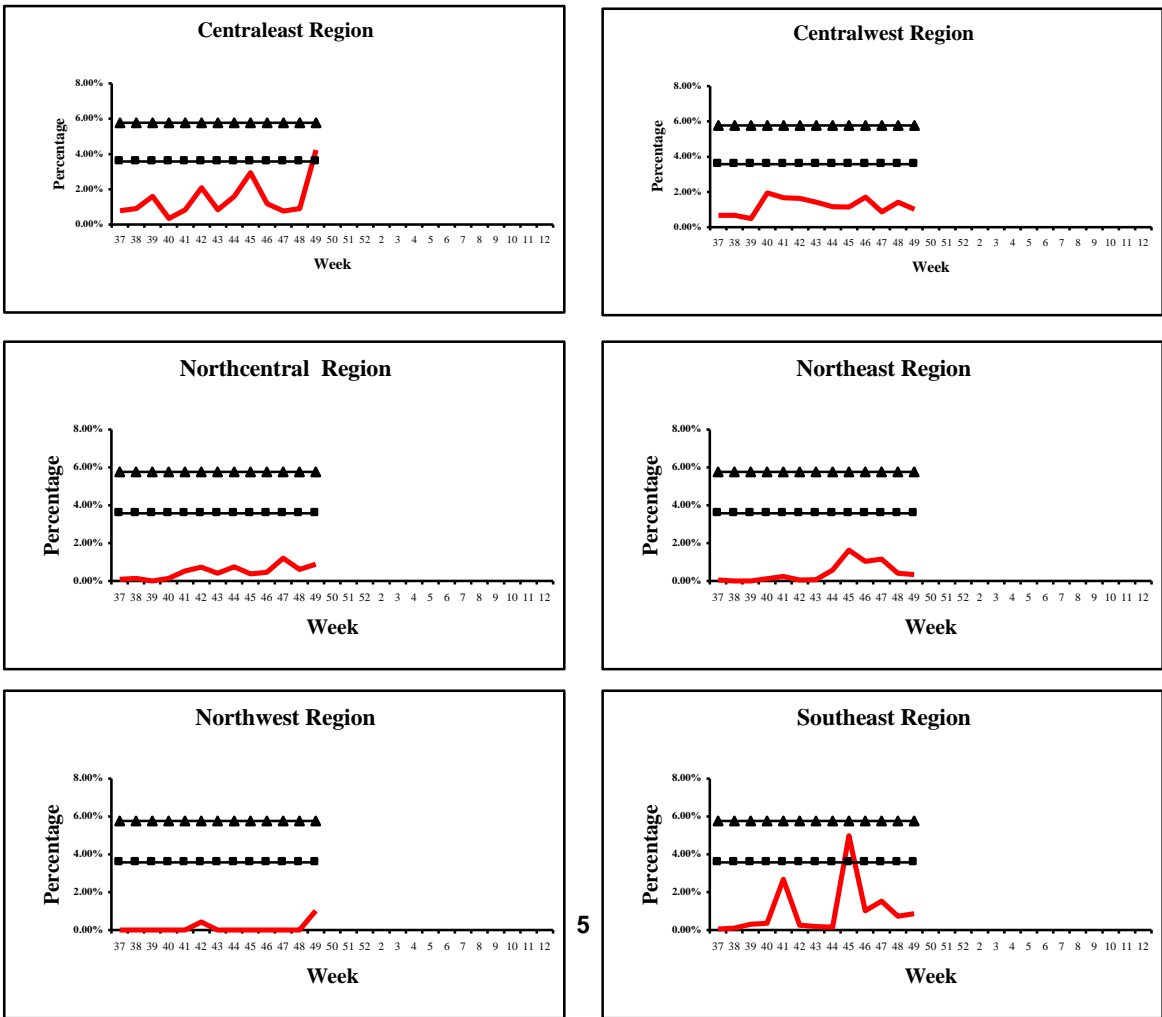 Centraleast Region
8.00%
6.00%
4.00%
2.00%
0.00%
Percentage
37 38 39 40 41 42 43 44 45 46 47 48 49 50 51 52 2 3 4 5 6 7 8 9 10 11 12
Week
Centralwest Region
8.00%
6.00%
4.00%
2.00%
0.00%
Percentage
37 38 39 40 41 42 43 44 45 46 47 48 49 50 51 52 2 3 4 5 6 7 8 9 10 11 12
Week
Northcentral Region
8.00%
6.00%
4.00%
2.00%
0.00%
Percentage
37 38 39 40 41 42 43 44 45 46 47 48 49 50 51 52 2 3 4 5 6 7 8 9 10 11 12
Week
Northeast Region
8.00%
6.00%
4.00%
2.00%
0.00%
Percentage
37 38 39 40 41 42 43 44 45 46 47 48 49 50 51 52 2 3 4 5 6 7 8 9 10 11 12
Week
Northwest Region
8.00%
6.00%
4.00%
2.00%
0.00%
Percentage
37 38 39 40 41 42 43 44 45 46 47 48 49 50 51 52 2 3 4 5 6 7 8 9 10 11 12
Week
5
Southeast Region
8.00%
6.00%
4.00%
2.00%
0.00%
Percentage
37 38 39 40 41 42 43 44 45 46 47 48 49 50 51 52 2 3 4 5 6 7 8 9 10 11 12
Week